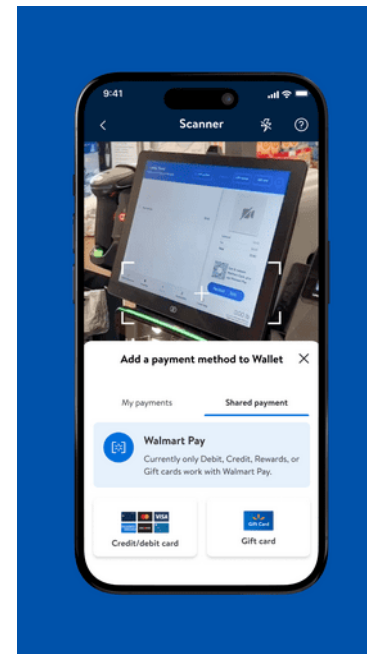 9:41
Scanner
Add a payment method to Wallet
My payments
Shared payment
Walmart Pay
Currently only Debit, Credit, Rewards, or
Gift cards work with Walmart Pay.
VISA
Gift Card
Credit/debit card
Gift card